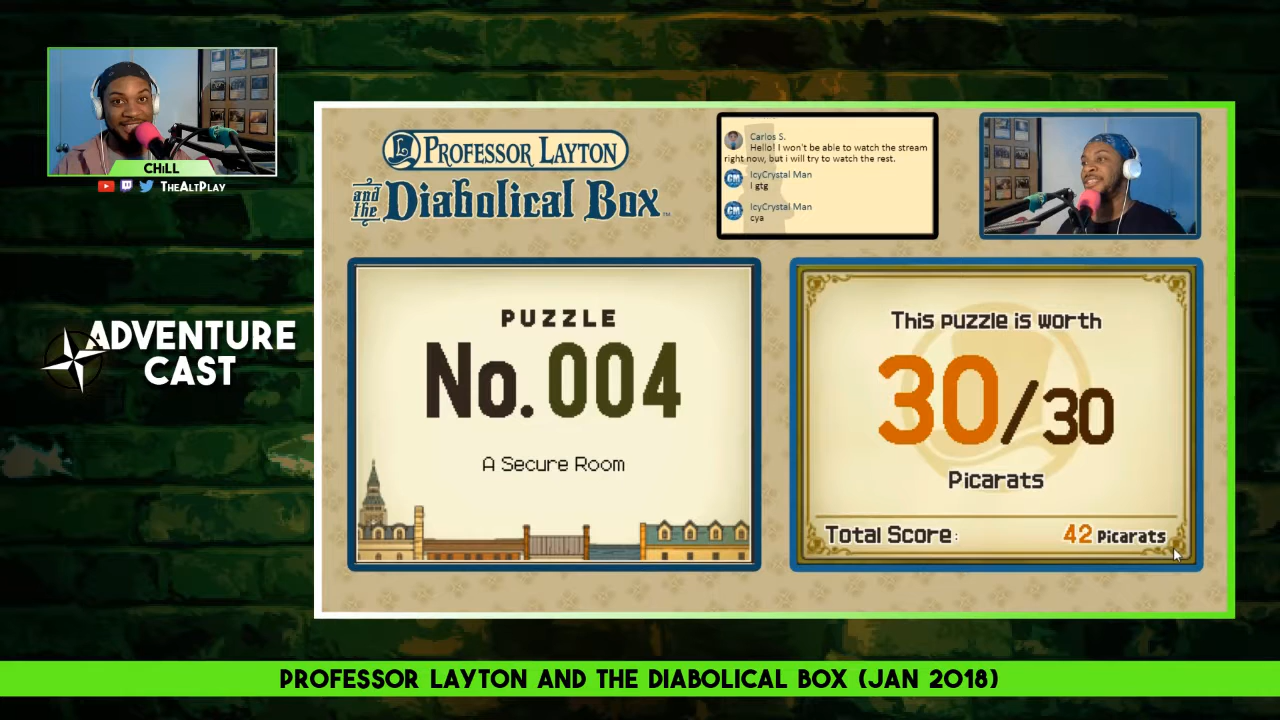 CHiLL
TheAltPlay
ADVENTURE
CAST
PROFESSOR LAYTON
and the
Diabolical Box™
Carlos S.
Hello! I won't be able to watch the stream
right now, but i will try to watch the rest.
IcyCrystal Man
I gtg
IcyCrystal Man
cya
PUZZLE
No. 004
A Secure Room
This puzzle is worth
30/30
Picarats
Total Score: 42 Picarats
PROFESSOR LAYTON AND THE DIABOLICAL BOX (JAN 2018)